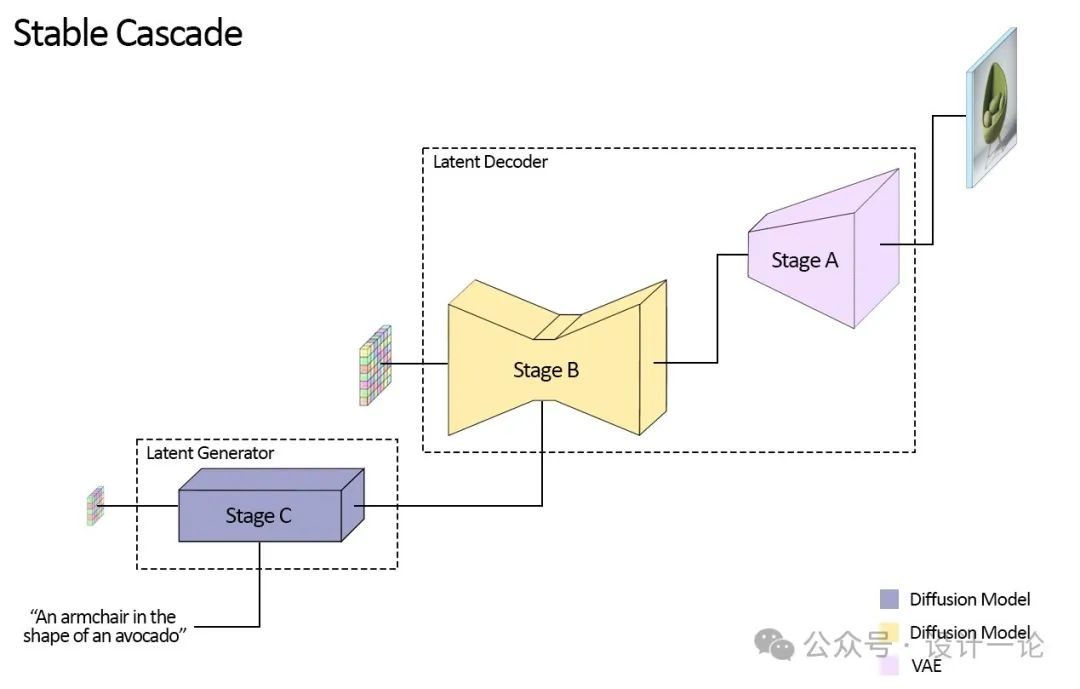 Stable Cascade
Latent Decoder
Stage A
Stage B
Latent Generator
Stage C
“An armchair in the
shape of an avocado”
Diffusion Model
Diffusion Model
公众号 · 设计一论
VAE